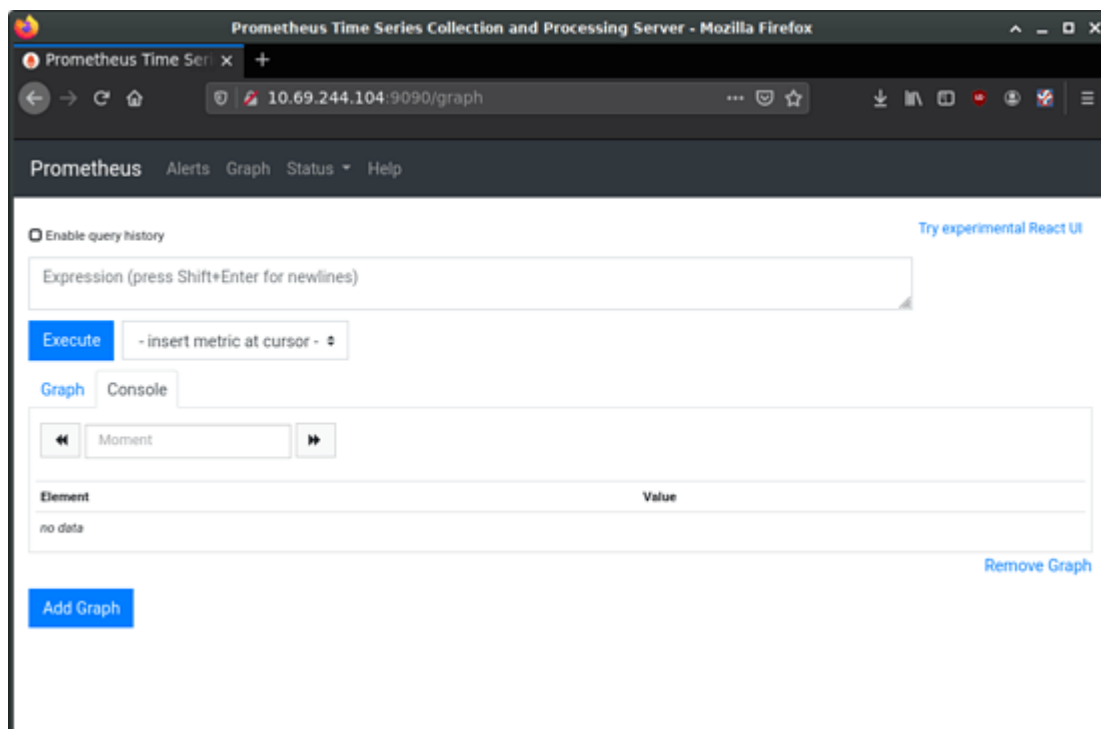 Prometheus Time Series Collection and Processing Server - Mozilla Firefox
Prometheus Time Seri
10.69.244.104:9090/graph
Prometheus Alerts Graph Status Help
Enable query history
Try experimental React UI
Expression (press Shift+Enter for newlines)
Execute - insert metric at cursor -
Graph Console
Moment
Element Value
no data
Remove Graph
Add Graph